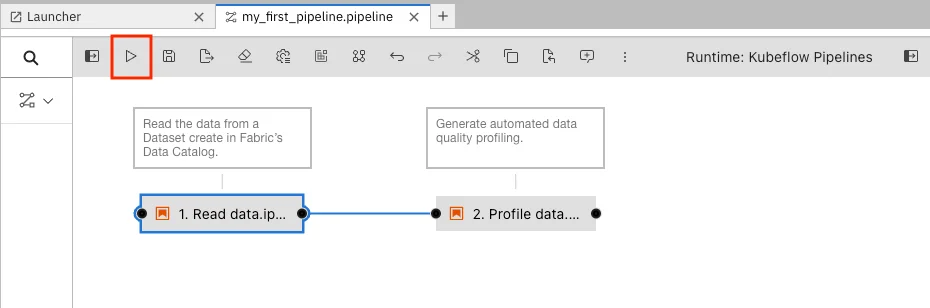 Launcher
my_first_pipeline.pipeline
Runtime: Kubeflow Pipelines
Read the data from a
Dataset create in Fabric's
Data Catalog.
Generate automated data
quality profiling.
1. Read data.ip...
2. Profile data....